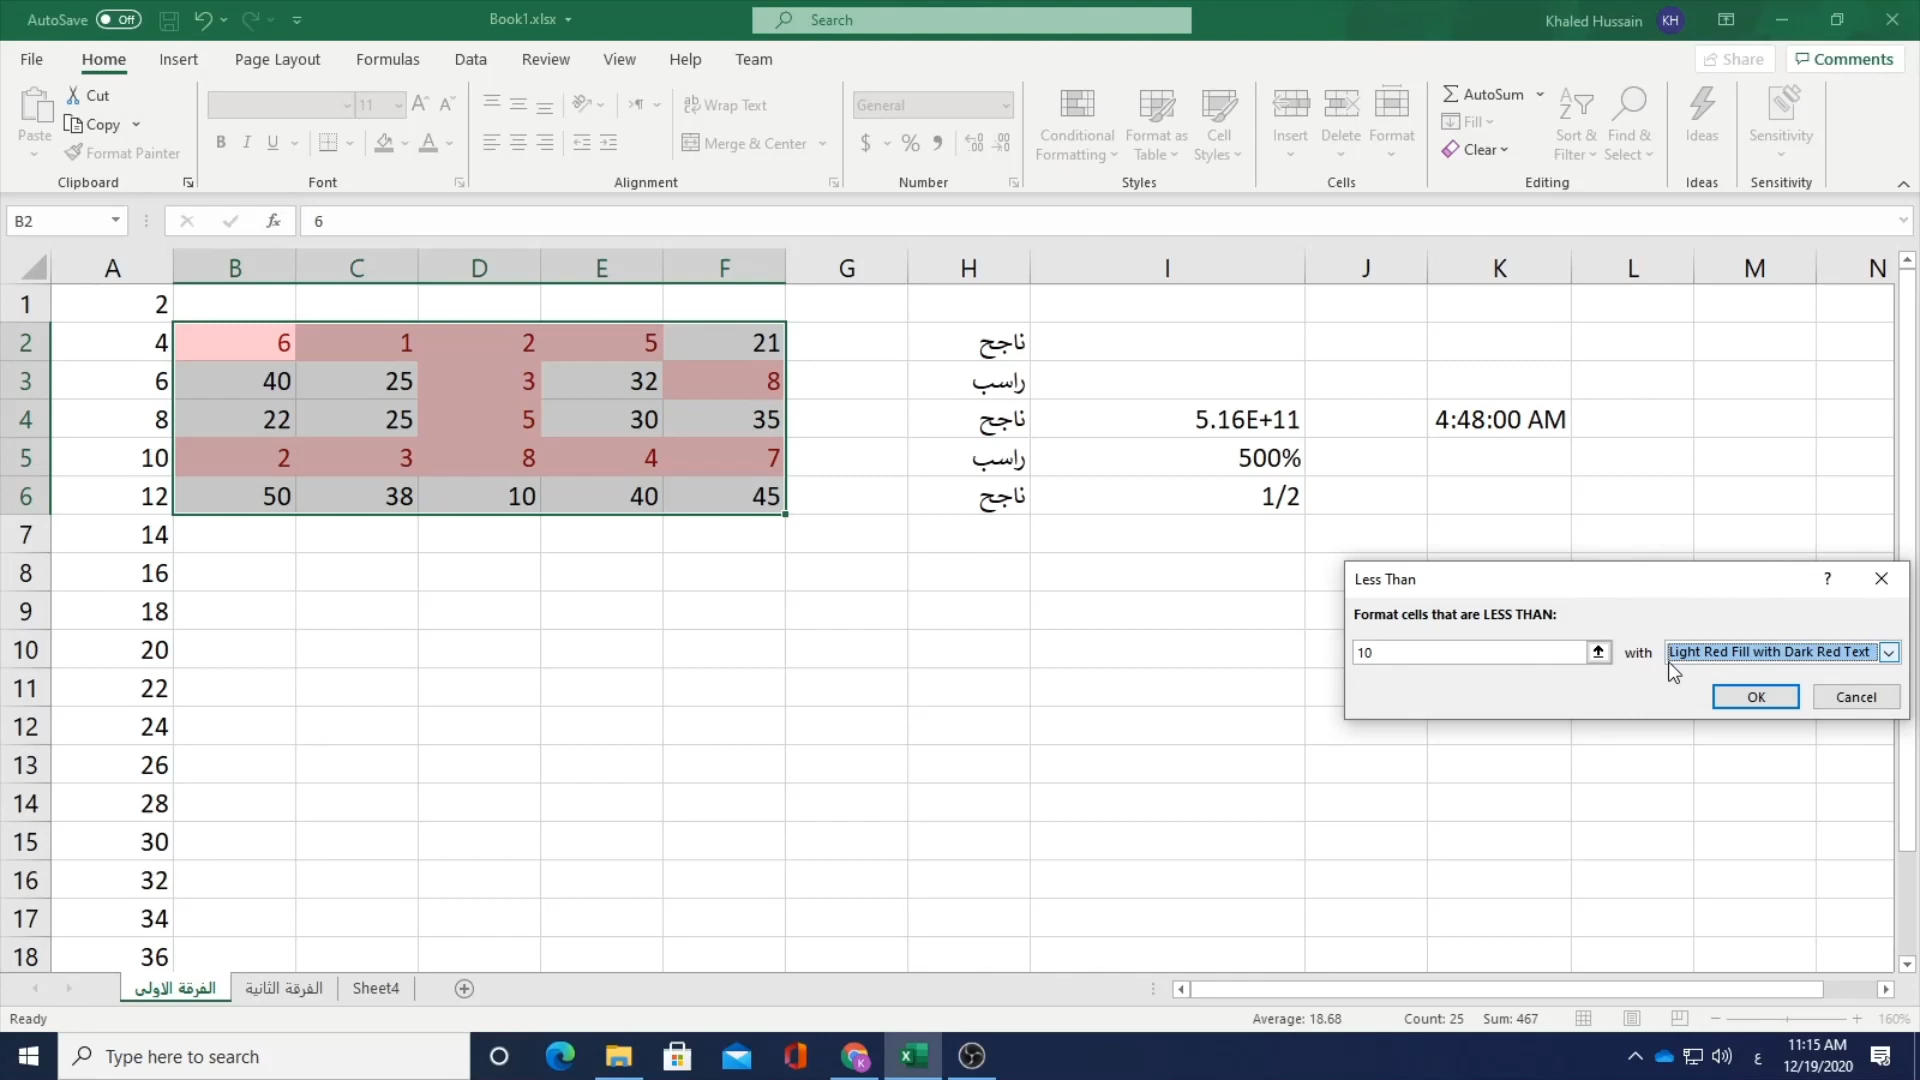 AutoSave Off Book1.xlsx Search Khaled Hussain KH
File Home Insert Page Layout Formulas Data Review View Help Team Share Comments
Cut
Copy
Format Painter
Paste
Clipboard
11
B I U
Font
Wrap Text
Merge & Center
Alignment
General
$ % 9
Number
Conditional Formatting
Format as Table
Cell Styles
Styles
Insert Delete Format
Cells
AutoSum
Fill
Clear
Sort & Filter
Find & Select
Editing
Ideas
Ideas
Sensitivity
Sensitivity
B2 fx 6
A B C D E F G H I J K L M N
1 2
2 4 6 1 2 5 21 ناجح
3 6 40 25 3 32 8 راسب
4 8 22 25 5 30 35 ناجح 5.16E+11 4:48:00 AM
5 10 2 3 8 4 7 راسب 500%
6 12 50 38 10 40 45 ناجح 1/2
7 14
8 16
9 18
10 20
11 22
12 24
13 26
14 28
15 30
16 32
17 34
18 36
Less Than ?
Format cells that are LESS THAN:
10 with Light Red Fill with Dark Red Text
OK Cancel
الفرقة الاولى الفرقة الثانية Sheet4
Ready Average: 18.68 Count: 25 Sum: 467 160%
Type here to search
ع
11:15 AM
12/19/2020